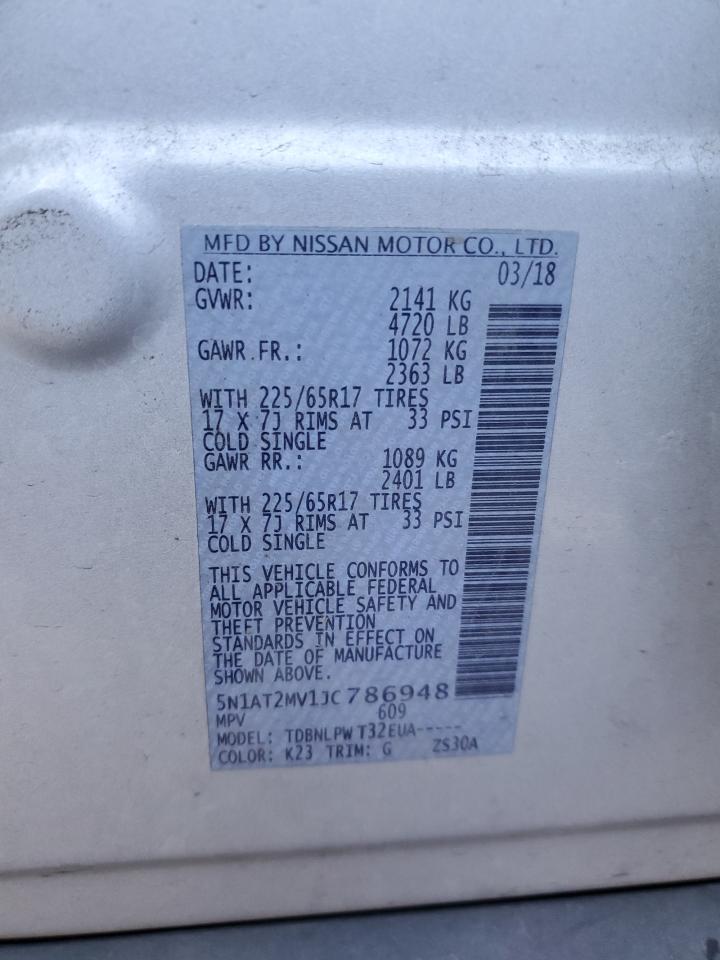 MFD BY NISSAN MOTOR CO., LTD.
DATE: 03/18
GVWR: 2141 KG
4720 LB
GAWR FR.: 1072 KG
2363 LB
WITH 225/65R17 TIRES
17 X 7J RIMS AT 33 PSI
COLD SINGLE
GAWR RR.: 1089 KG
2401 LB
WITH 225/65R17 TIRES
17 X 7J RIMS AT 33 PSI
COLD SINGLE
THIS VEHICLE CONFORMS TO
ALL APPLICABLE FEDERAL
MOTOR VEHICLE SAFETY AND
THEFT PREVENTION
STANDARDS IN EFFECT ON
THE DATE OF MANUFACTURE
SHOWN ABOVE.
5N1AT2MV1JC786948
MPV 609
MODEL: TDBNLPW T32EUA-----
COLOR: K23 TRIM: G ZS30A